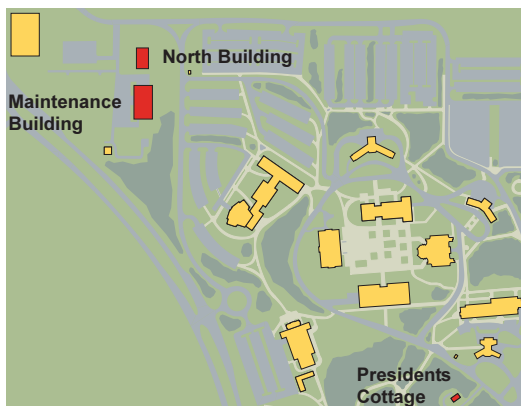 North Building
Maintenance
Building
Presidents
Cottage